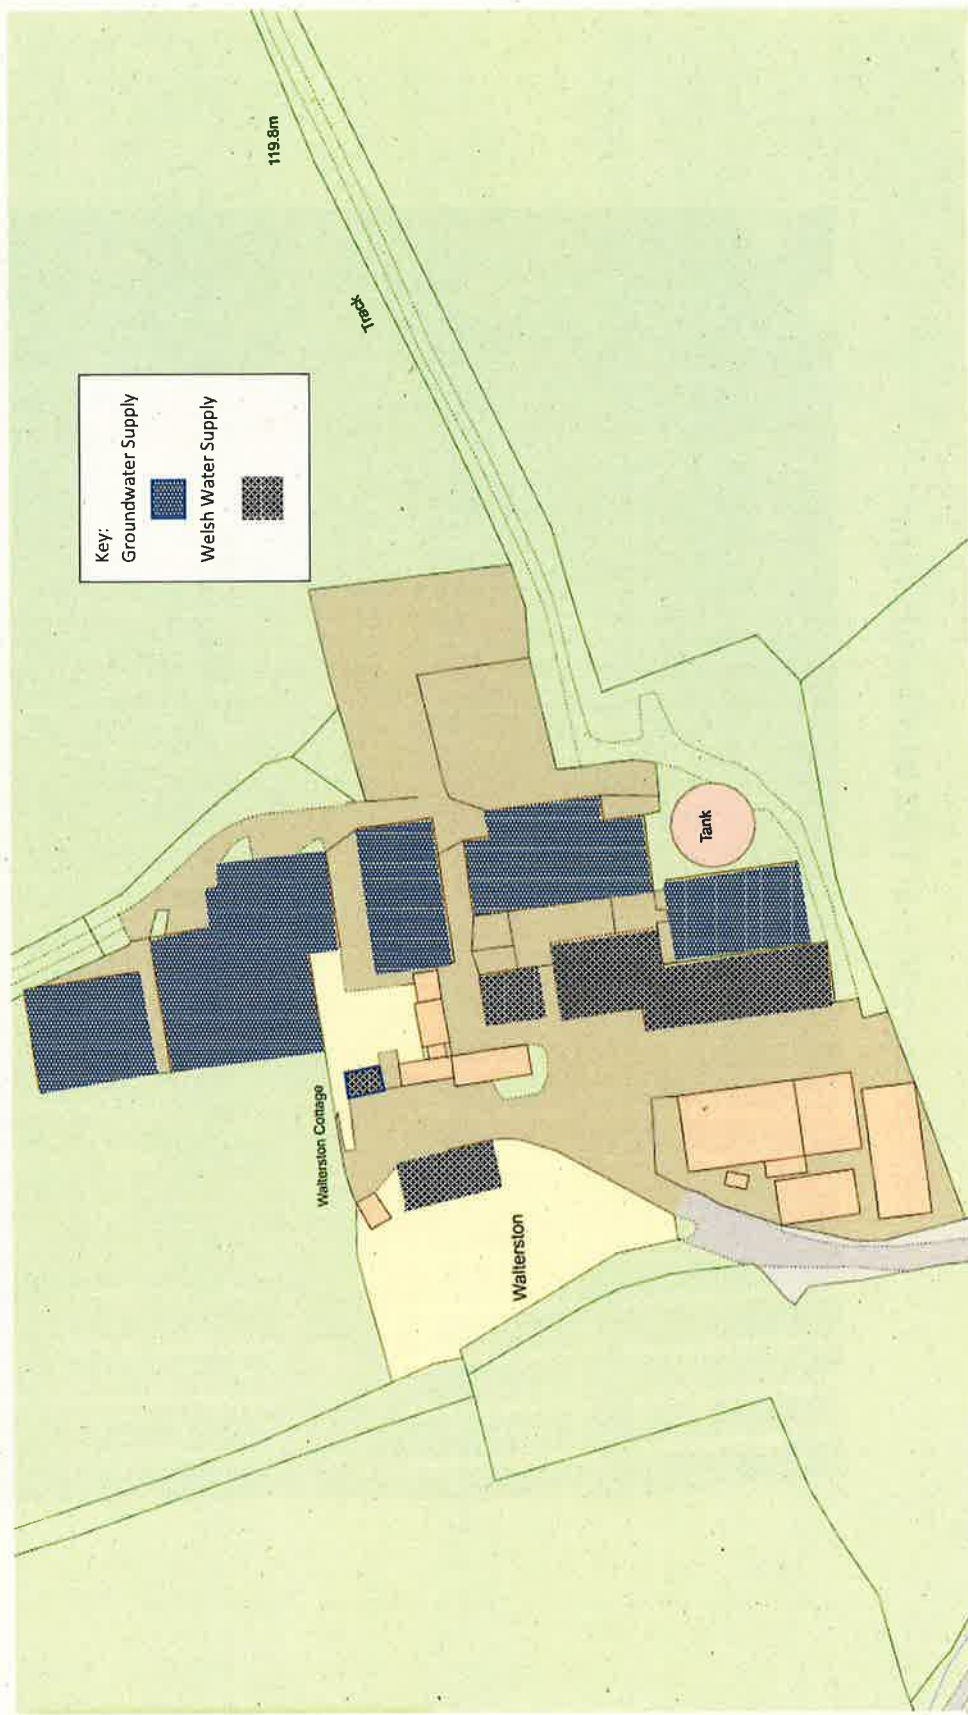 Key:
Groundwater Supply
Welsh Water Supply
119.8m
Track
Tank
Walterston Cottage
Walterston